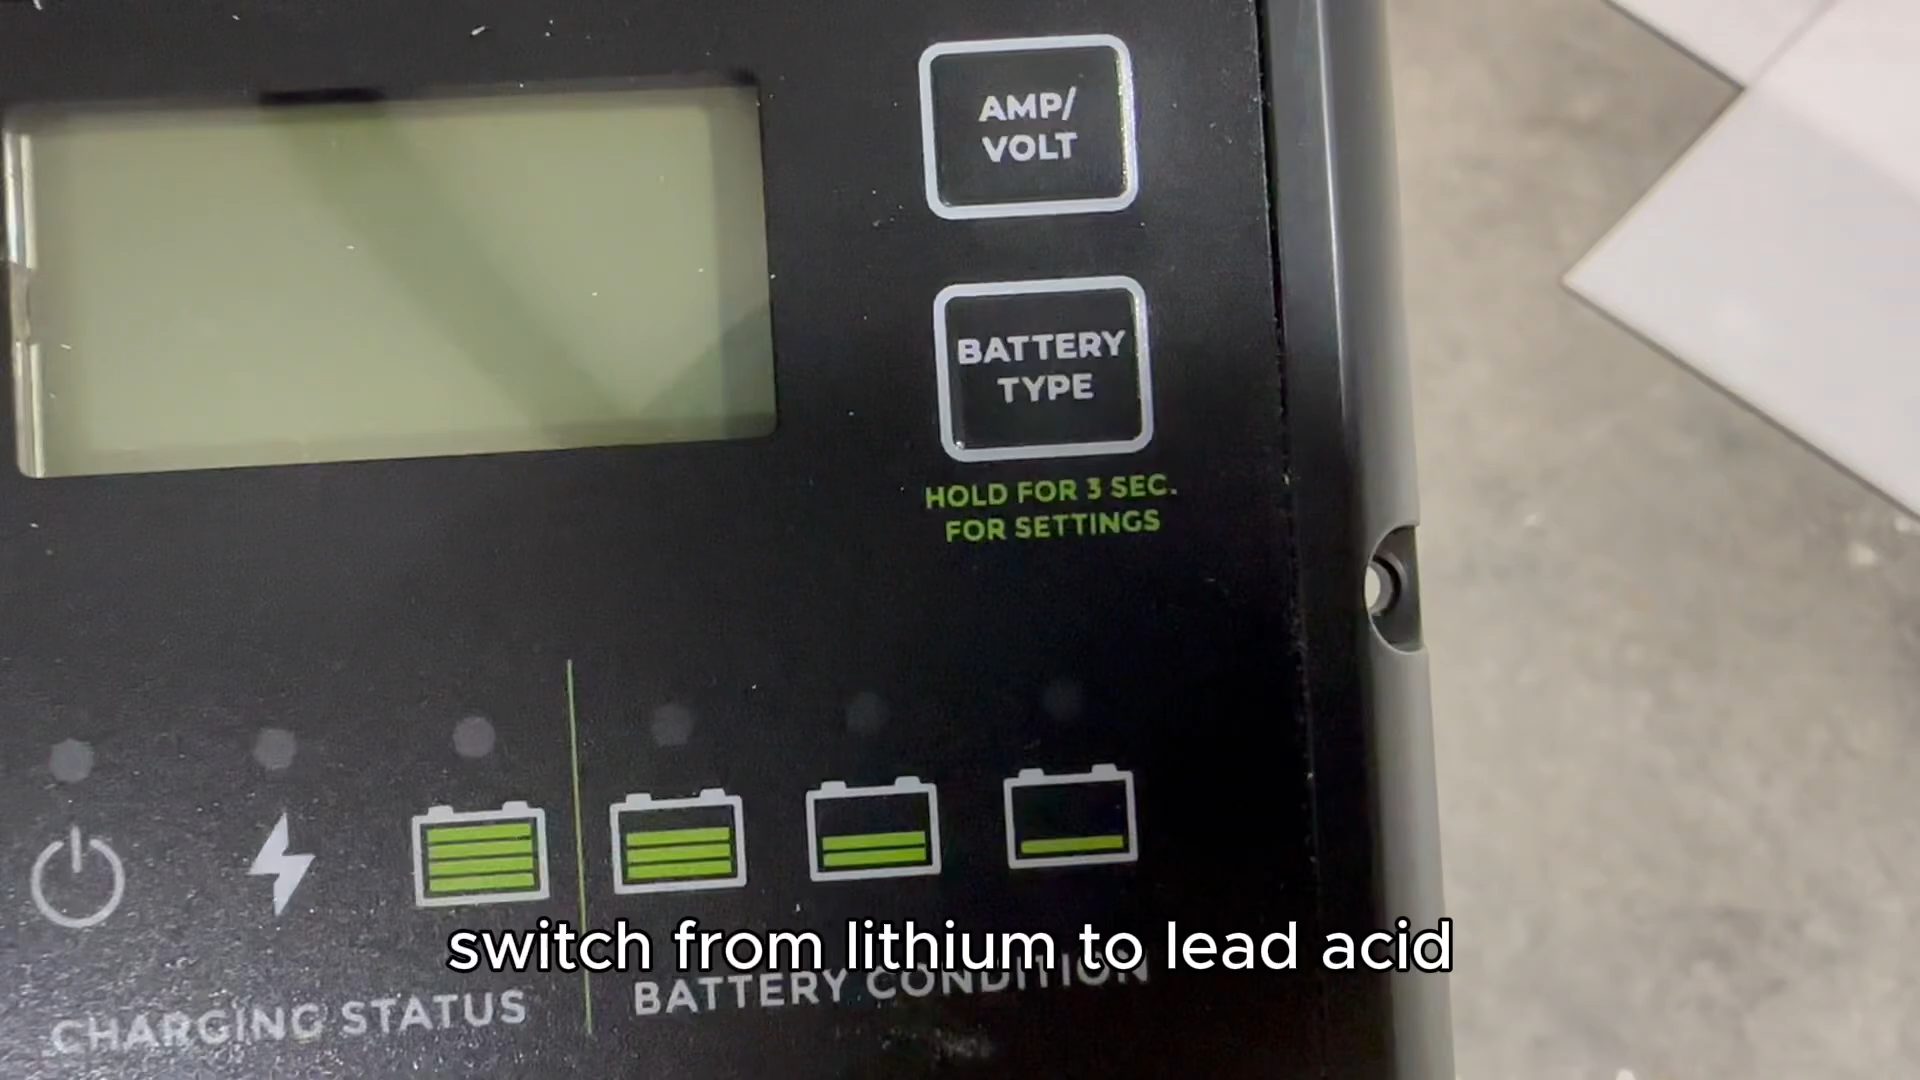 AMP/
VOLT
BATTERY
TYPE
HOLD FOR 3 SEC.
FOR SETTINGS
switch from lithium to lead acid
CHARGING STATUS
BATTERY CONDITION